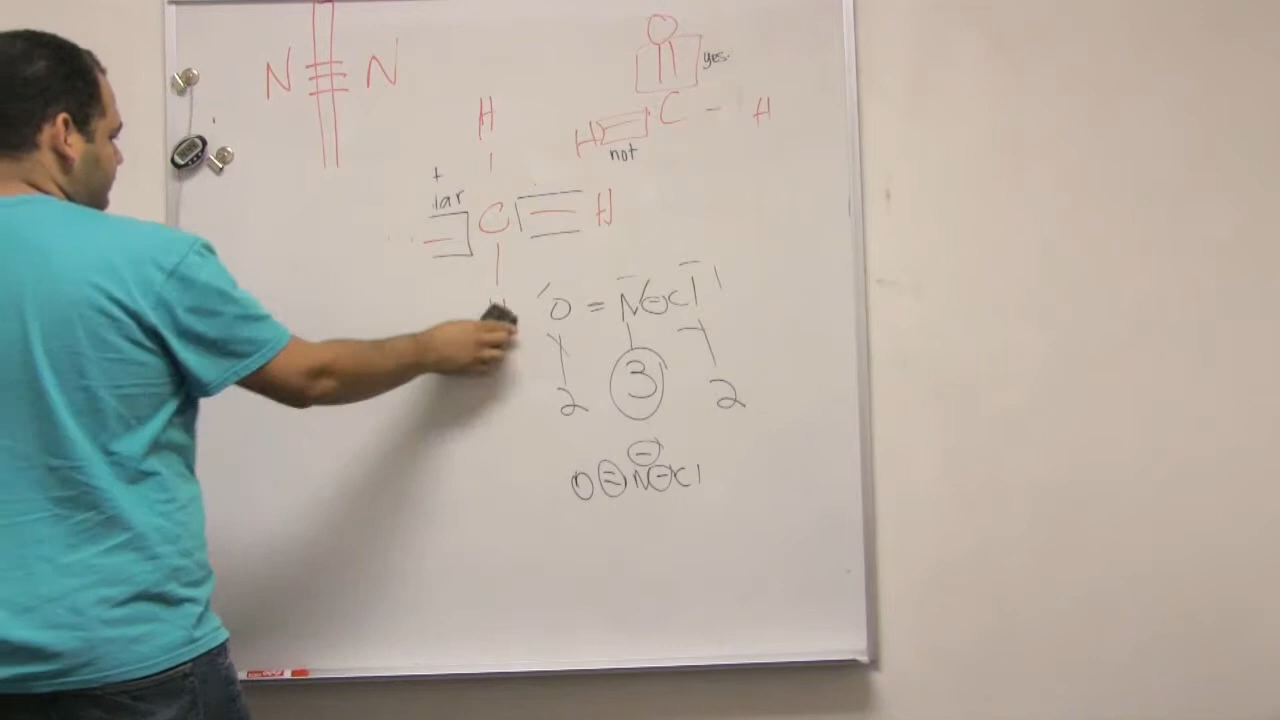 N ≡ N
O
yes.
C - H
H
not
H
+
lar
C - H
O = N - Cl
2 3 2
O = N - Cl